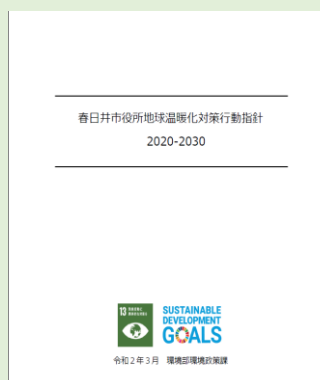 春日井市役所地球温暖化対策行動指針
2020-2030
13
SUSTAINABLE
DEVELOPMENT
GOALS
令和2年3月 環境部環境政策課